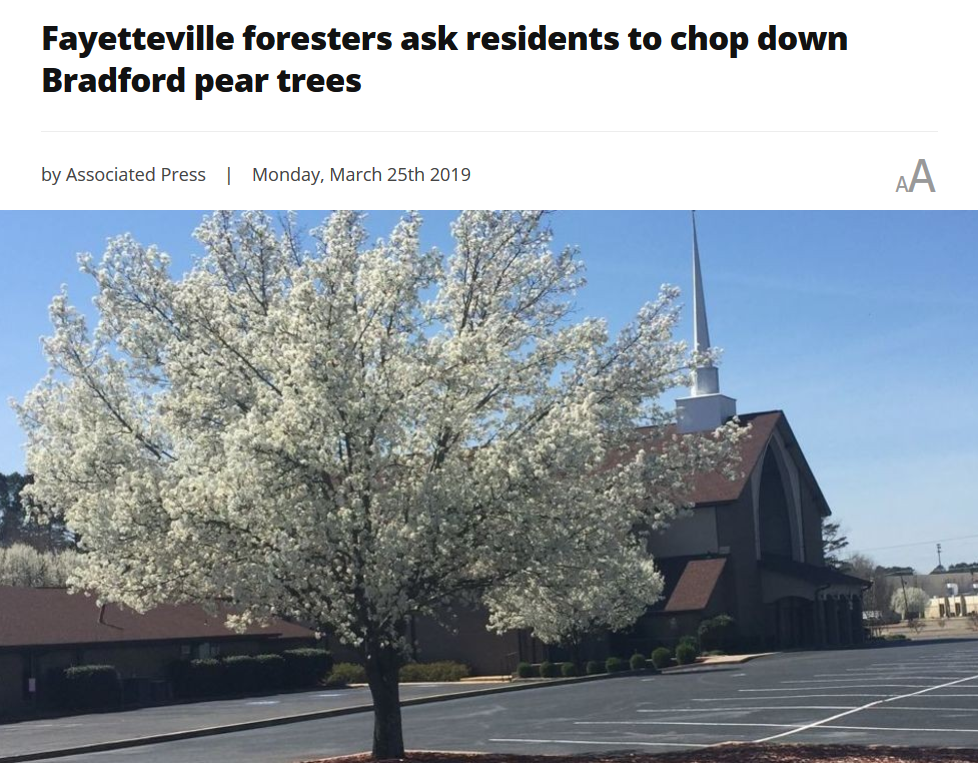 Fayetteville foresters ask residents to chop down
Bradford pear trees
by Associated Press | Monday, March 25th 2019
AA